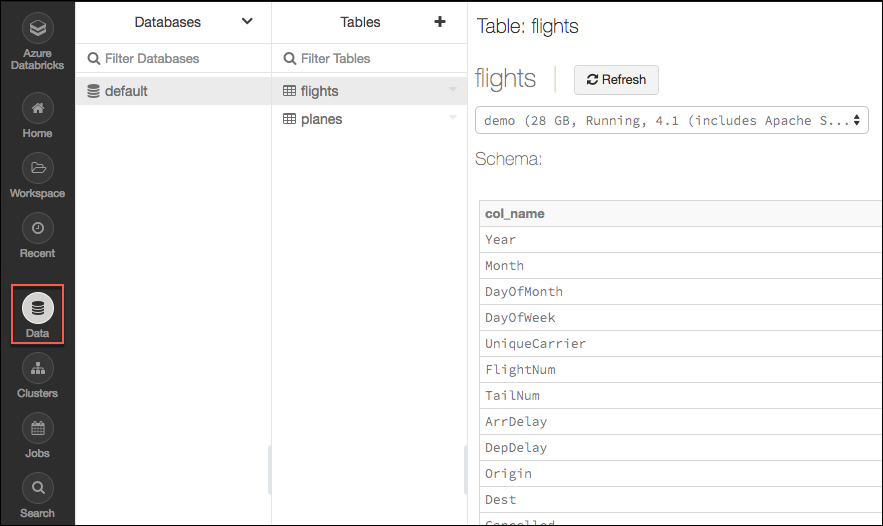 Azure
Databricks
Home
Workspace
Recent
Data
Clusters
Jobs
Search
Databases
Filter Databases
default
Tables
Filter Tables
flights
planes
Table: flights
flights
Refresh
demo (28 GB, Running, 4.1 (includes Apache S...
Schema:
col_name
Year
Month
DayOfMonth
DayOfWeek
UniqueCarrier
FlightNum
TailNum
ArrDelay
DepDelay
Origin
Dest
Cancelled